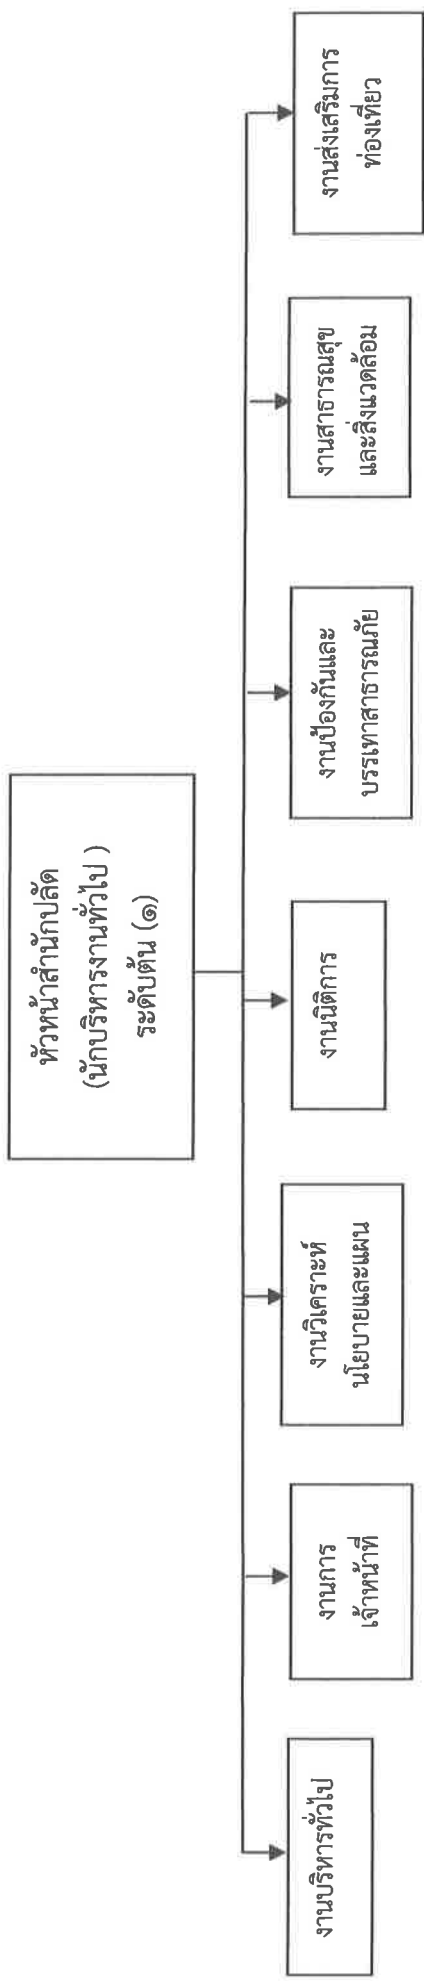 หัวหน้าสำนักปลัด
(นักบริหารงานทั่วไป )
ระดับต้น (๑)
งานบริหารทั่วไป
งานการ
เจ้าหน้าที่
งานวิเคราะห์
นโยบายและแผน
งานนิติการ
งานป้องกันและ
บรรเทาสาธารณภัย
งานสาธารณสุข
และสิ่งแวดล้อม
งานส่งเสริมการ
ท่องเที่ยว